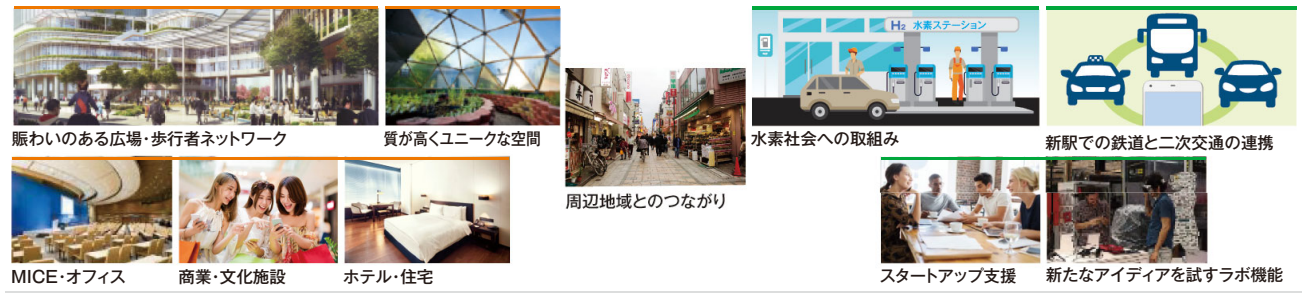 H2 水素ステーション
賑わいのある広場・歩行者ネットワーク
質が高くユニークな空間
周辺地域とのつながり
水素社会への取組み
新駅での鉄道と二次交通の連携
MICE・オフィス
商業・文化施設
ホテル・住宅
スタートアップ支援
新たなアイディアを試すラボ機能